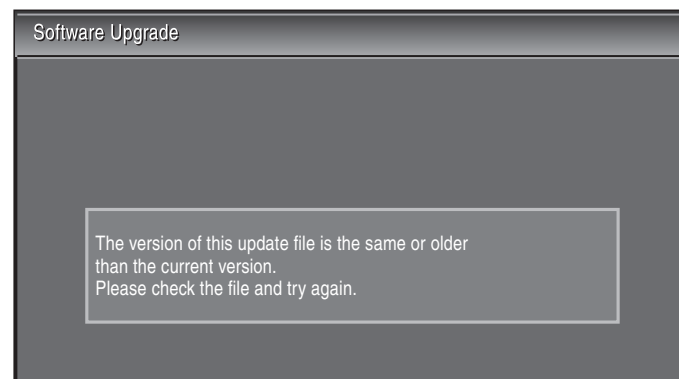 Software Upgrade
The version of this update file is the same or older
than the current version.
Please check the file and try again.